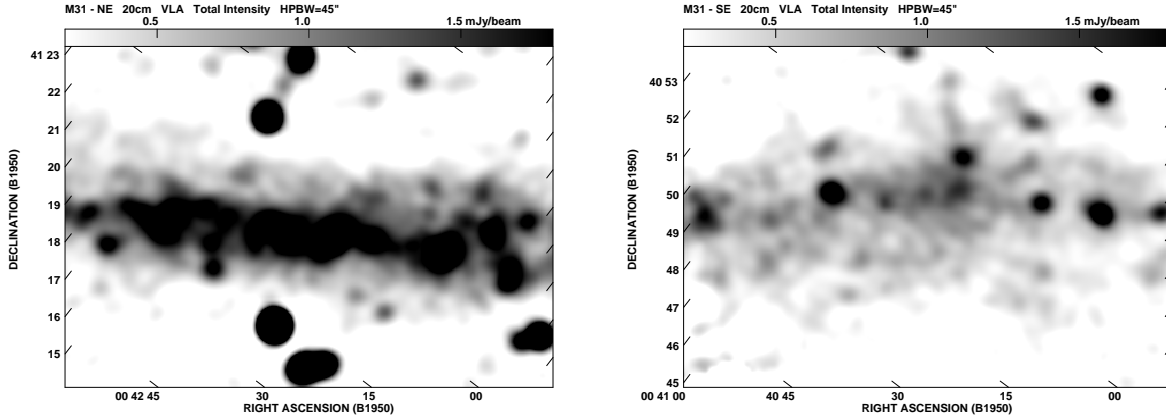 M31 - NE 20cm VLA Total Intensity HPBW=45"
0.5 1.0 1.5 mJy/beam
DECLINATION (B1950)
41 23
22
21
20
19
18
17
16
15
00 42 45 30 15 00
RIGHT ASCENSION (B1950)
M31 - SE 20cm VLA Total Intensity HPBW=45"
0.5 1.0 1.5 mJy/beam
DECLINATION (B1950)
40 53
52
51
50
49
48
47
46
45
00 41 00 40 45 30 15 00
RIGHT ASCENSION (B1950)